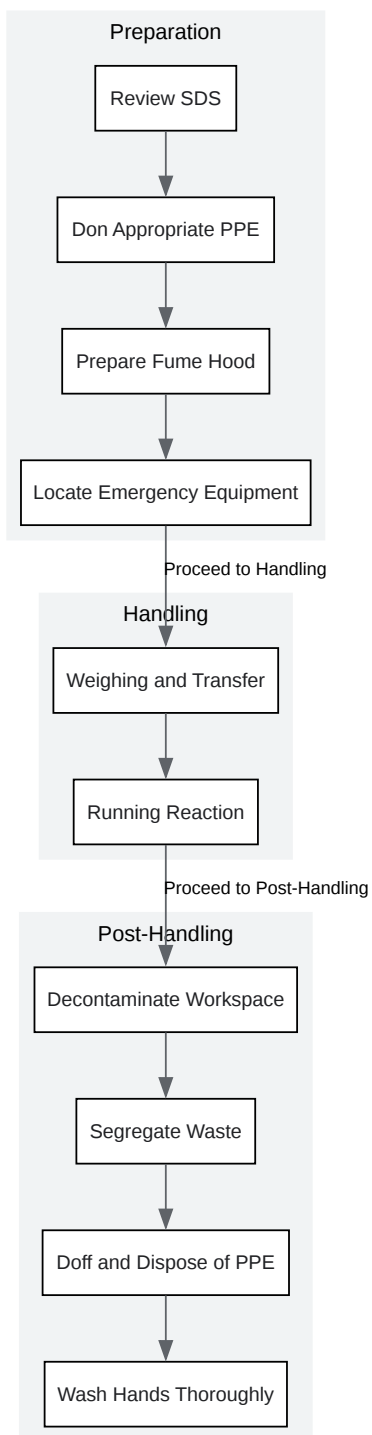 Preparation
Review SDS
Don Appropriate PPE
Prepare Fume Hood
Locate Emergency Equipment
Proceed to Handling
Handling
Weighing and Transfer
Running Reaction
Proceed to Post-Handling
Post-Handling
Decontaminate Workspace
Segregate Waste
Doff and Dispose of PPE
Wash Hands Thoroughly